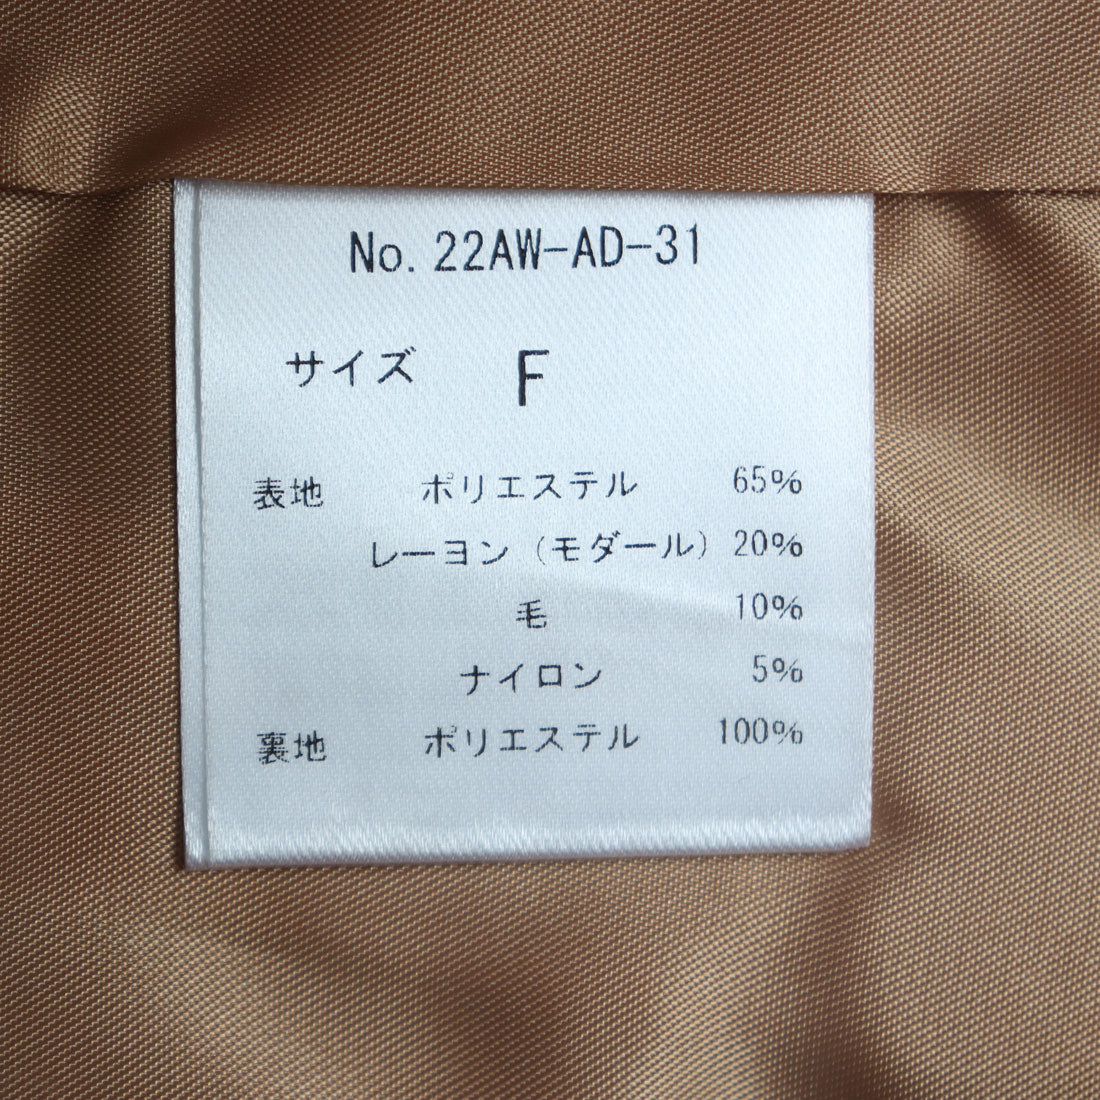 No. 22AW-AD-31
サイズ F
表地 ポリエステル 65%
レーヨン（モダール） 20%
毛 10%
ナイロン 5%
裏地 ポリエステル 100%